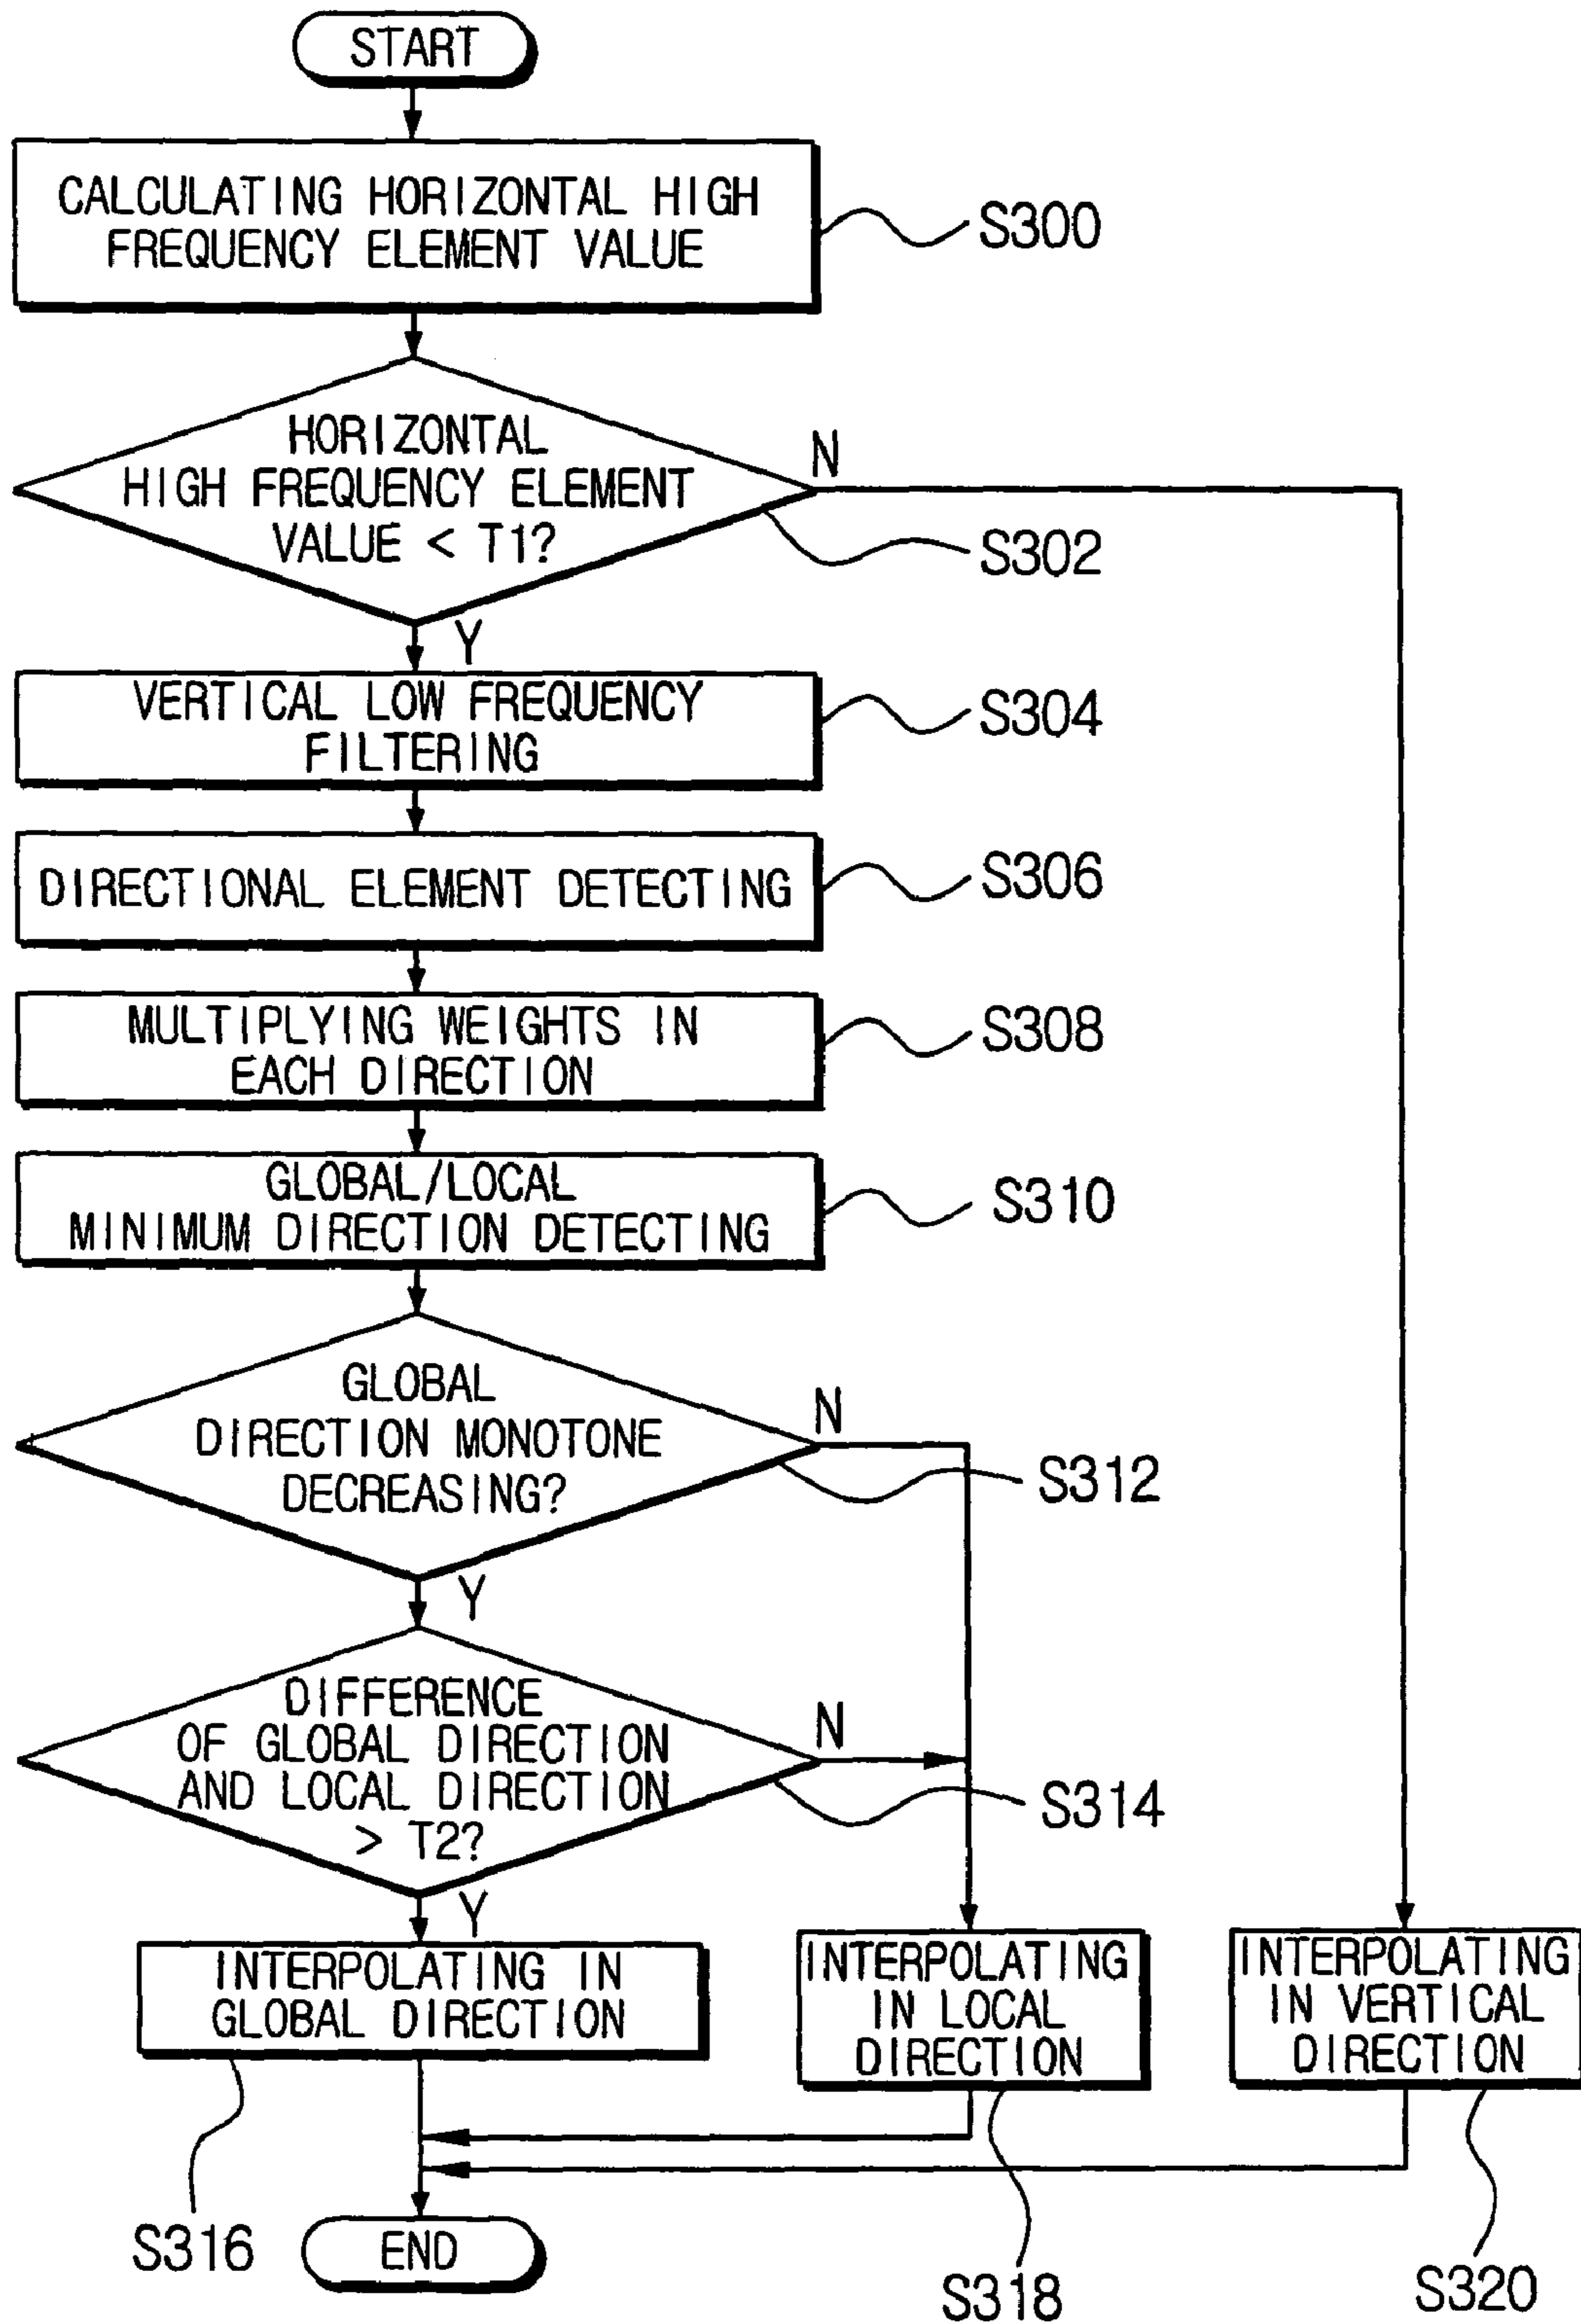 START
CALCULATING HORIZONTAL HIGH
FREQUENCY ELEMENT VALUE
S300
HORIZONTAL
HIGH FREQUENCY ELEMENT
VALUE < T1?
N
S302
Y
VERTICAL LOW FREQUENCY
FILTERING
S304
DIRECTIONAL ELEMENT DETECTING
S306
MULTIPLYING WEIGHTS IN
EACH DIRECTION
S308
GLOBAL/LOCAL
MINIMUM DIRECTION DETECTING
S310
GLOBAL
DIRECTION MONOTONE
DECREASING?
N
S312
Y
DIFFERENCE
OF GLOBAL DIRECTION
AND LOCAL DIRECTION
> T2?
N
S314
Y
INTERPOLATING IN
GLOBAL DIRECTION
INTERPOLATING
IN LOCAL
DIRECTION
INTERPOLATING
IN VERTICAL
DIRECTION
S316
END
S318
S320